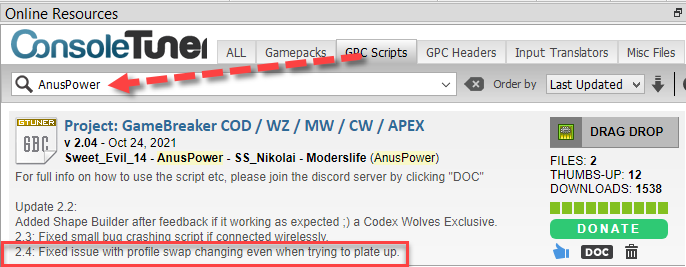 Online Resources
ConsoleTuner
ALL Gamepacks GPC Scripts GPC Headers Input Translators Misc Files
AnusPower Order by Last Updated
GTUNER
GBC
Project: GameBreaker COD / WZ / MW / CW / APEX
v 2.04 - Oct 24, 2021
Sweet_Evil_14 - AnusPower - SS_Nikolai - Moderslife (AnusPower)
For full info on how to use the script etc, please join the discord server by clicking "DOC"
Update 2.2:
Added Shape Builder after feedback if it working as expected ;) a Codex Wolves Exclusive.
2.3: Fixed small bug crashing script if connected wirelessly.
2.4: Fixed issue with profile swap changing even when trying to plate up.
DRAG DROP
FILES: 2
THUMBS-UP: 12
DOWNLOADS: 1538
DONATE
DOC